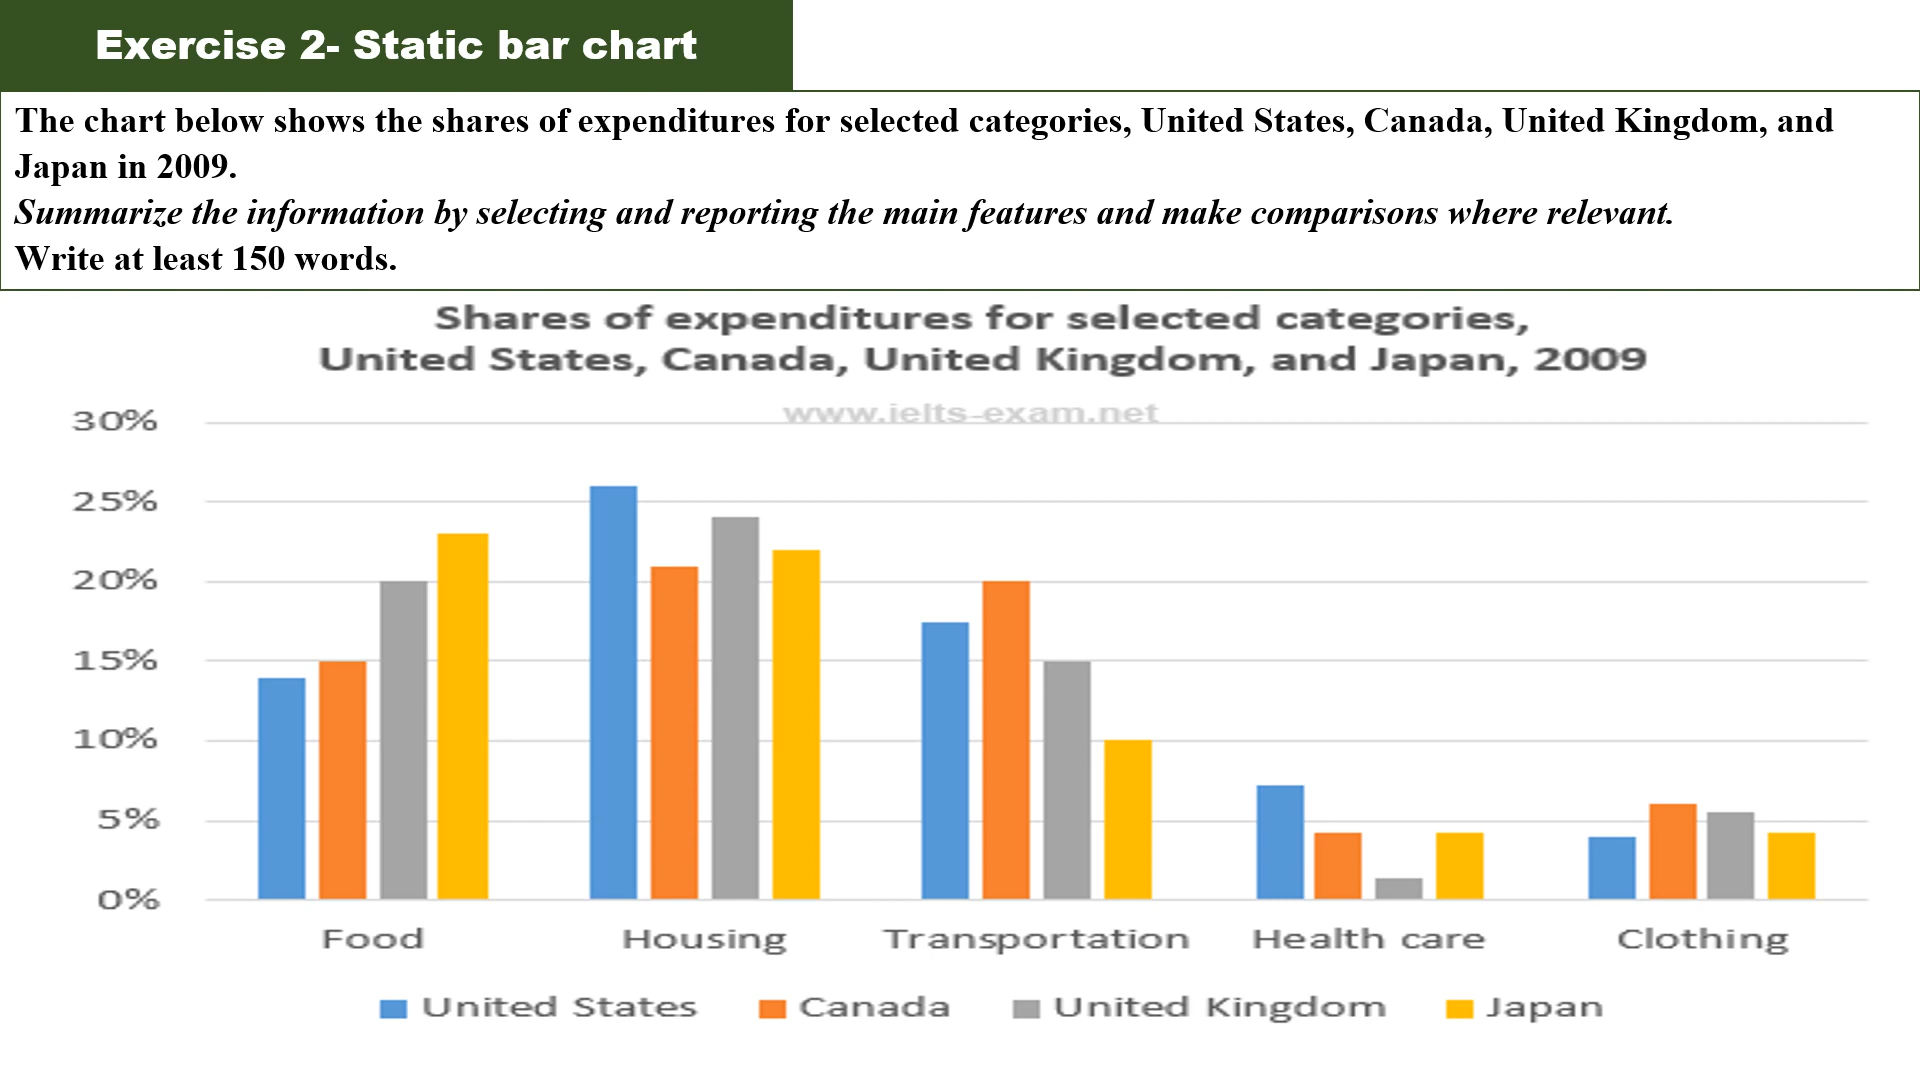 Exercise 2- Static bar chart
The chart below shows the shares of expenditures for selected categories, United States, Canada, United Kingdom, and
Japan in 2009.
Summarize the information by selecting and reporting the main features and make comparisons where relevant.
Write at least 150 words.
Shares of expenditures for selected categories,
United States, Canada, United Kingdom, and Japan, 2009
www.ielts-exam.net
30%
25%
20%
15%
10%
5%
0%
Food Housing Transportation Health care Clothing
United States Canada United Kingdom Japan